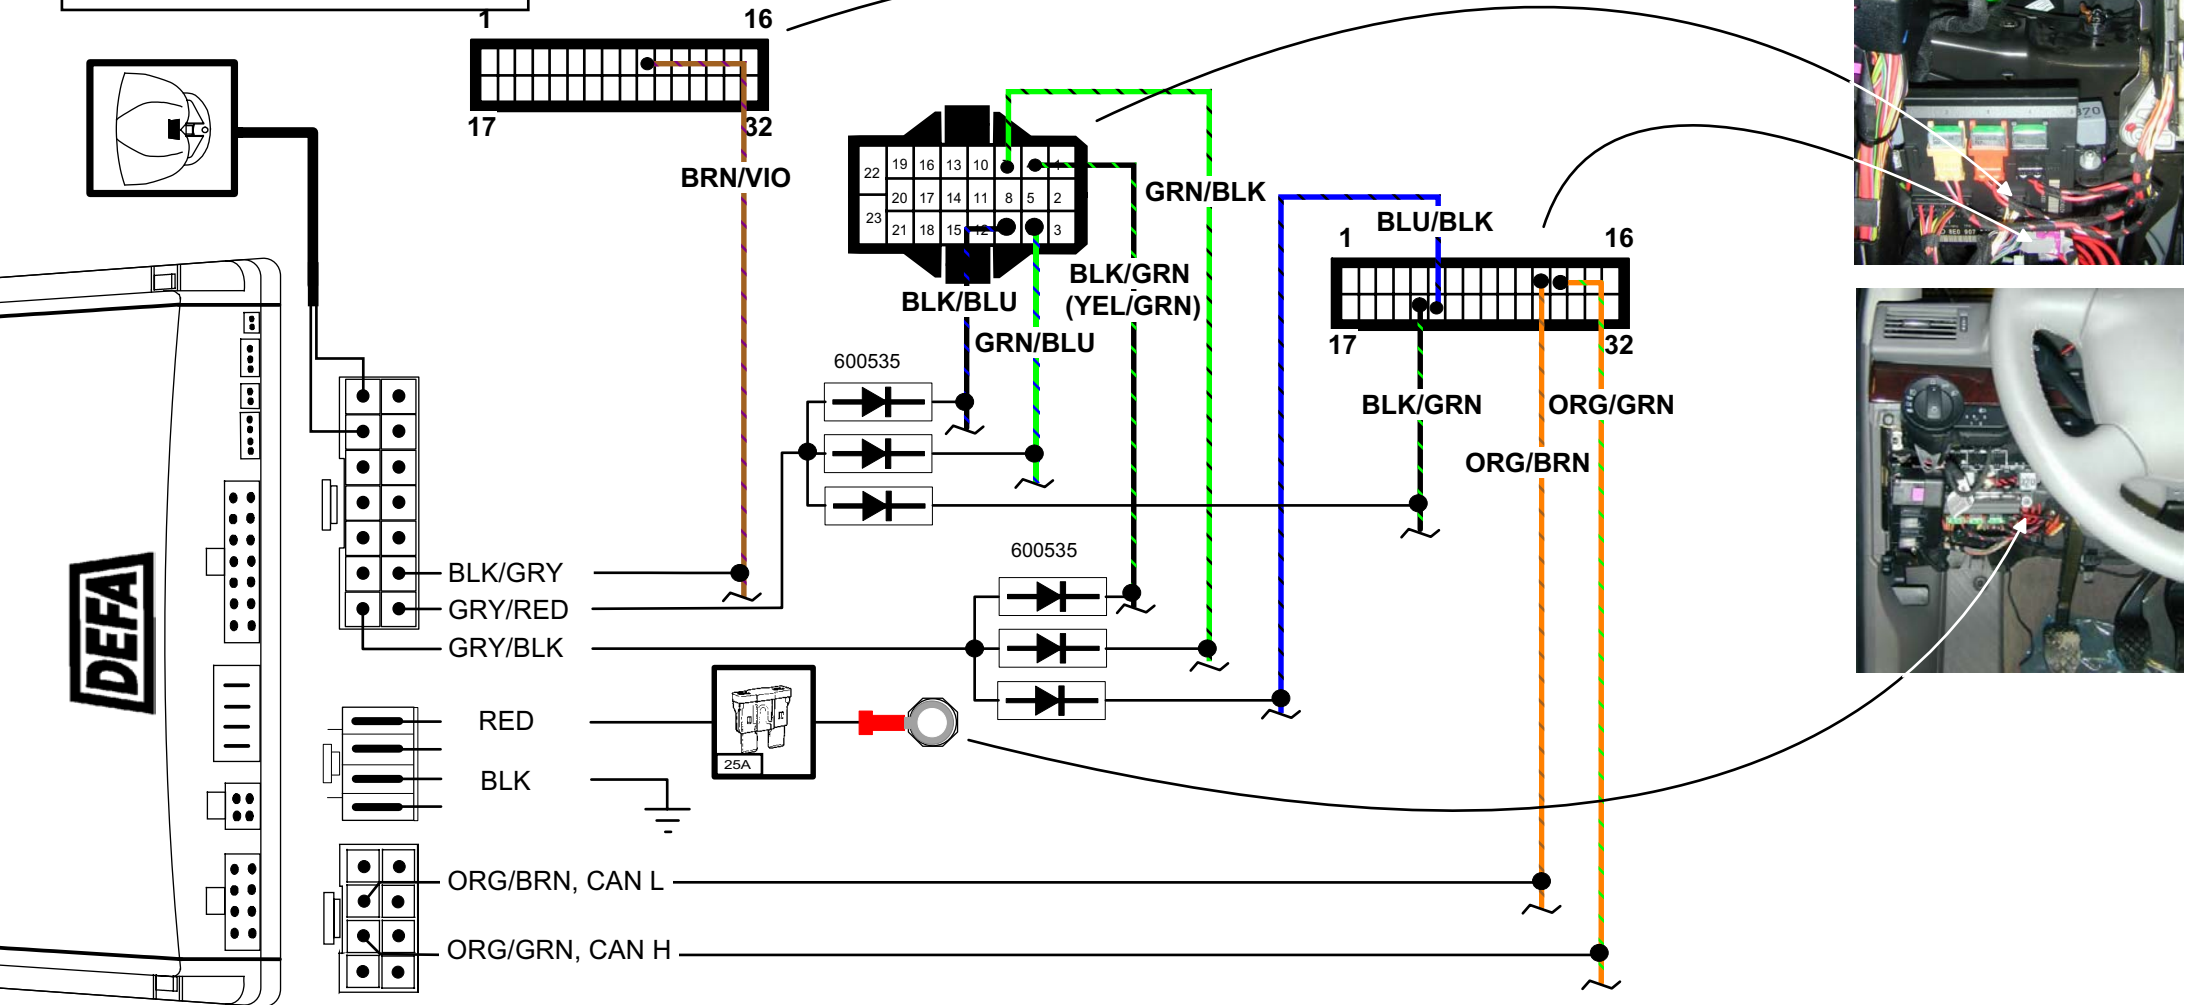 1 16
17 32
BRN/VIO
22 19 16 13 10 1
20 17 14 11 8 5 2
23 21 18 15 12 3
GRN/BLK
BLK/GRN
(YEL/GRN)
BLK/BLU
GRN/BLU
BLU/BLK
1 16
17 32
BLK/GRN
ORG/GRN
ORG/BRN
600535
600535
BLK/GRY
GRY/RED
GRY/BLK
DEFA
RED
25A
BLK
ORG/BRN, CAN L
ORG/GRN, CAN H